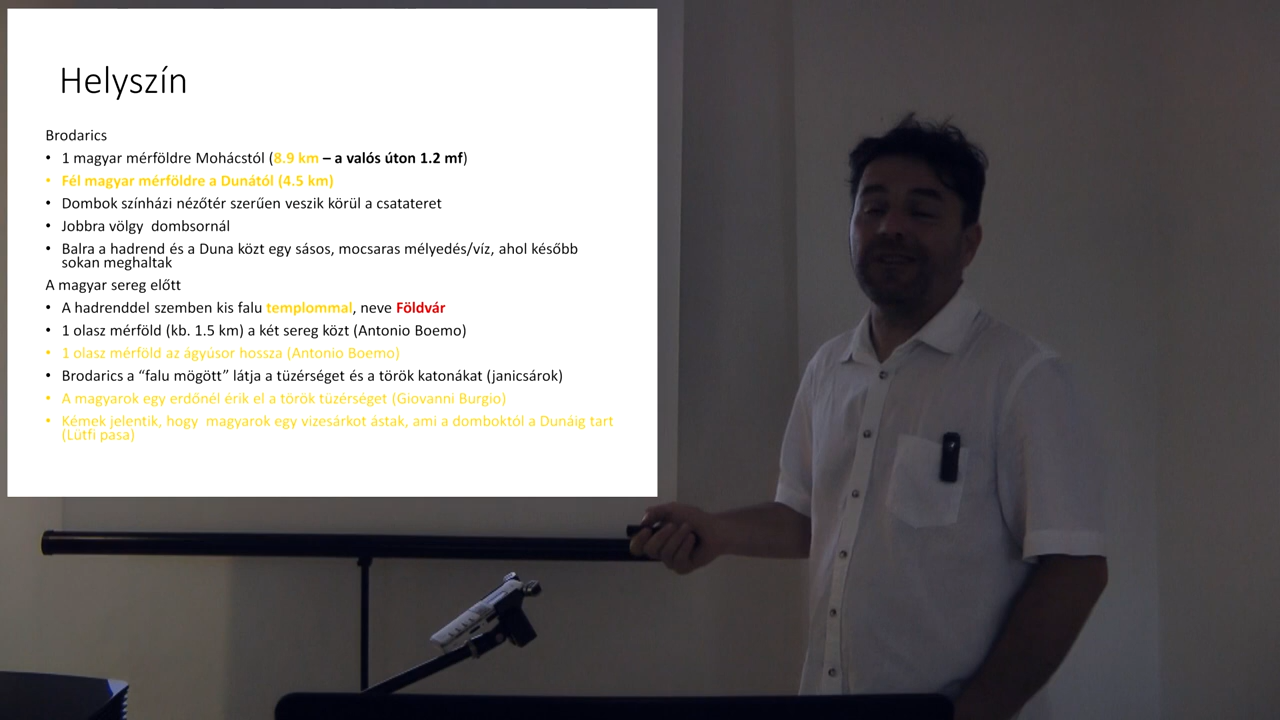 Helyszín
Brodarics
• 1 magyar mérföldre Mohácstól (8.9 km – a valós úton 1.2 mf)
• Fél magyar mérföldre a Dunától (4.5 km)
• Dombok színházi nézőtér szerűen veszik körül a csatateret
• Jobbra völgy dombsornál
• Balra a hadrend és a Duna közt egy sásos, mocsaras mélyedés/víz, ahol később
sokan meghaltak
A magyar sereg előtt
• A hadrenddel szemben kis falu templommal, neve Földvár
• 1 olasz mérföld (kb. 1.5 km) a két sereg közt (Antonio Boemo)
• 1 olasz mérföld az ágyúsor hossza (Antonio Boemo)
• Brodarics a “falu mögött” látja a tüzérséget és a török katonákat (janicsárok)
• A magyarok egy erdőnél érik el a török tüzérséget (Giovanni Burgio)
• Kémek jelentik, hogy magyarok egy vizesárkot ástak, ami a domboktól a Dunáig tart
(Lütfi pasa)